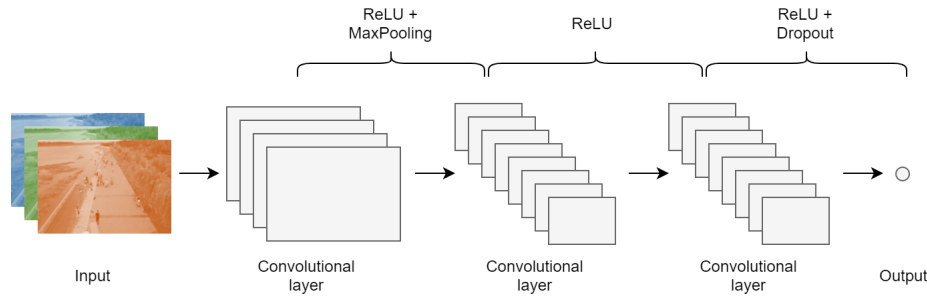 ReLU +
MaxPooling
ReLU
ReLU +
Dropout
Input
Convolutional
layer
Convolutional
layer
Convolutional
layer
Output